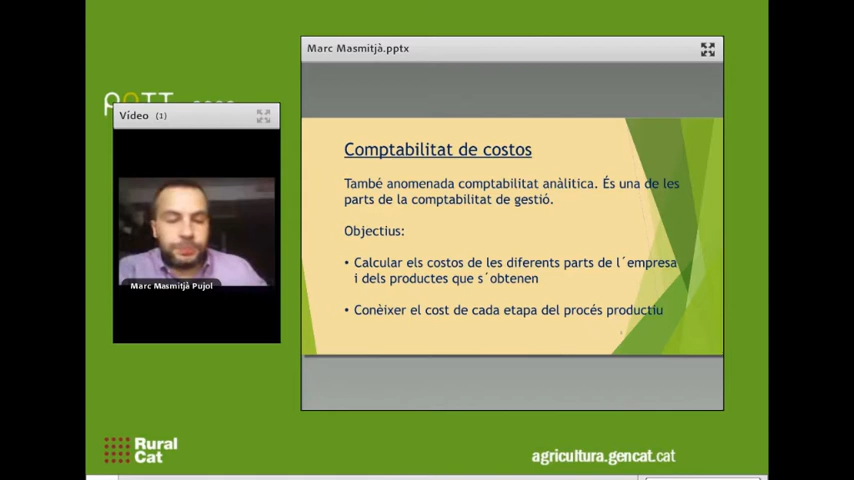 Marc Masmitjà.pptx
Vídeo (1)
Comptabilitat de costos
També anomenada comptabilitat anàlitica. És una de les
parts de la comptabilitat de gestió.
Objectius:
• Calcular els costos de les diferents parts de l´empresa
i dels productes que s´obtenen
• Conèixer el cost de cada etapa del procés productiu
Marc Masmitjà Pujol
Rural
Cat
agricultura.gencat.cat